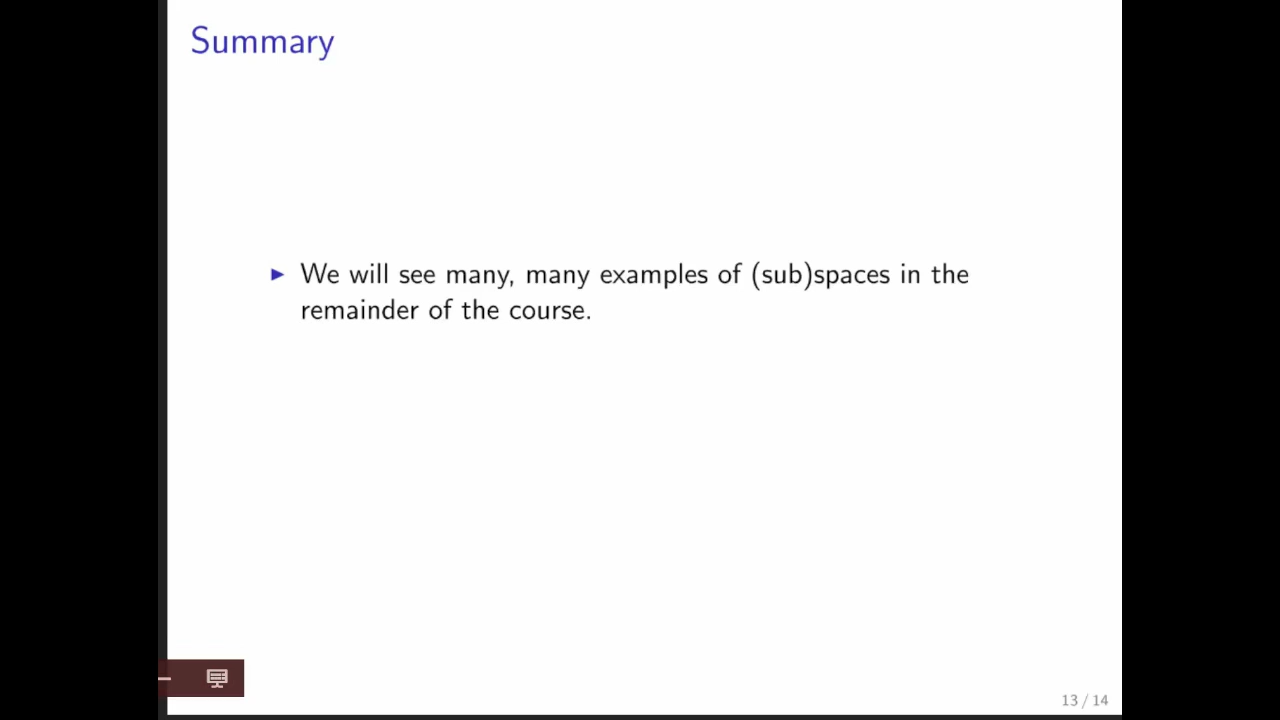 Summary
▶ We will see many, many examples of (sub)spaces in the
remainder of the course.
13 / 14